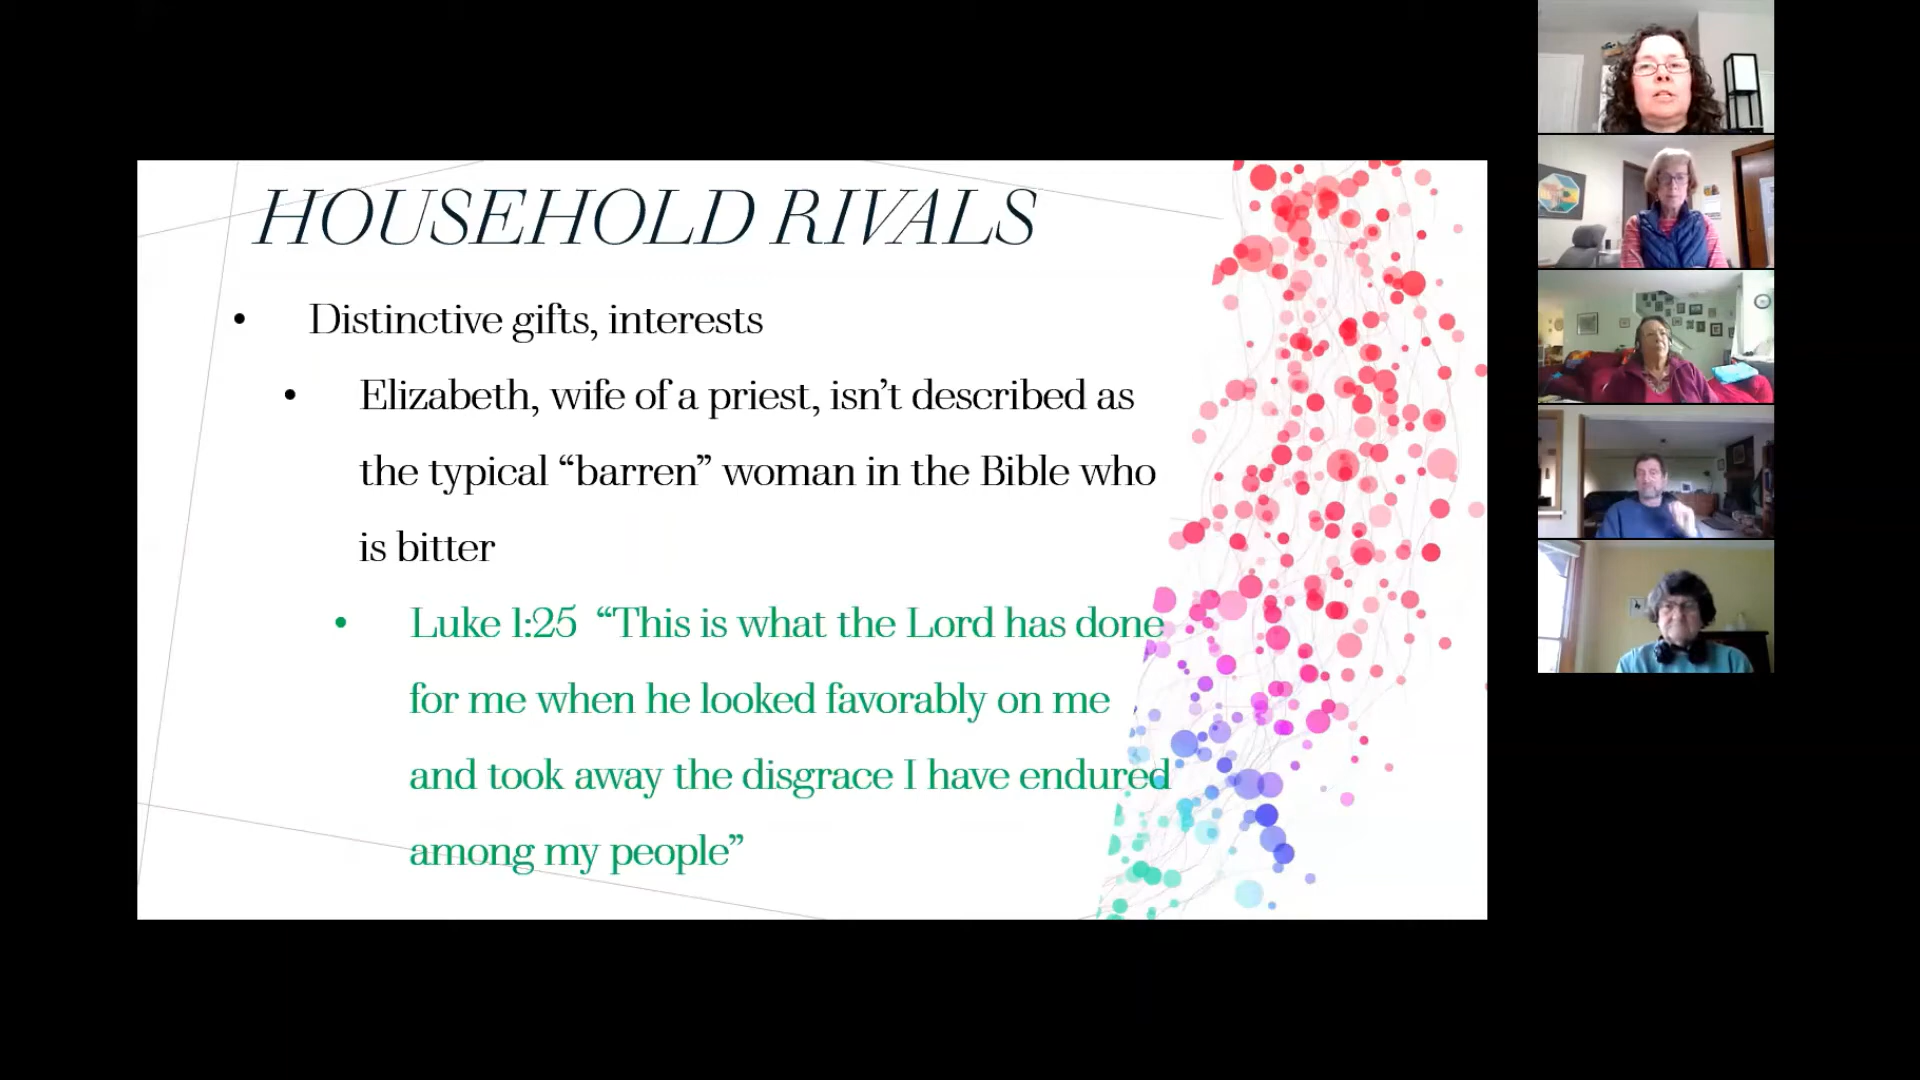 HOUSEHOLD RIVALS
• Distinctive gifts, interests
• Elizabeth, wife of a priest, isn’t described as
the typical “barren” woman in the Bible who
is bitter
• Luke 1:25 “This is what the Lord has done
for me when he looked favorably on me
and took away the disgrace I have endured
among my people”